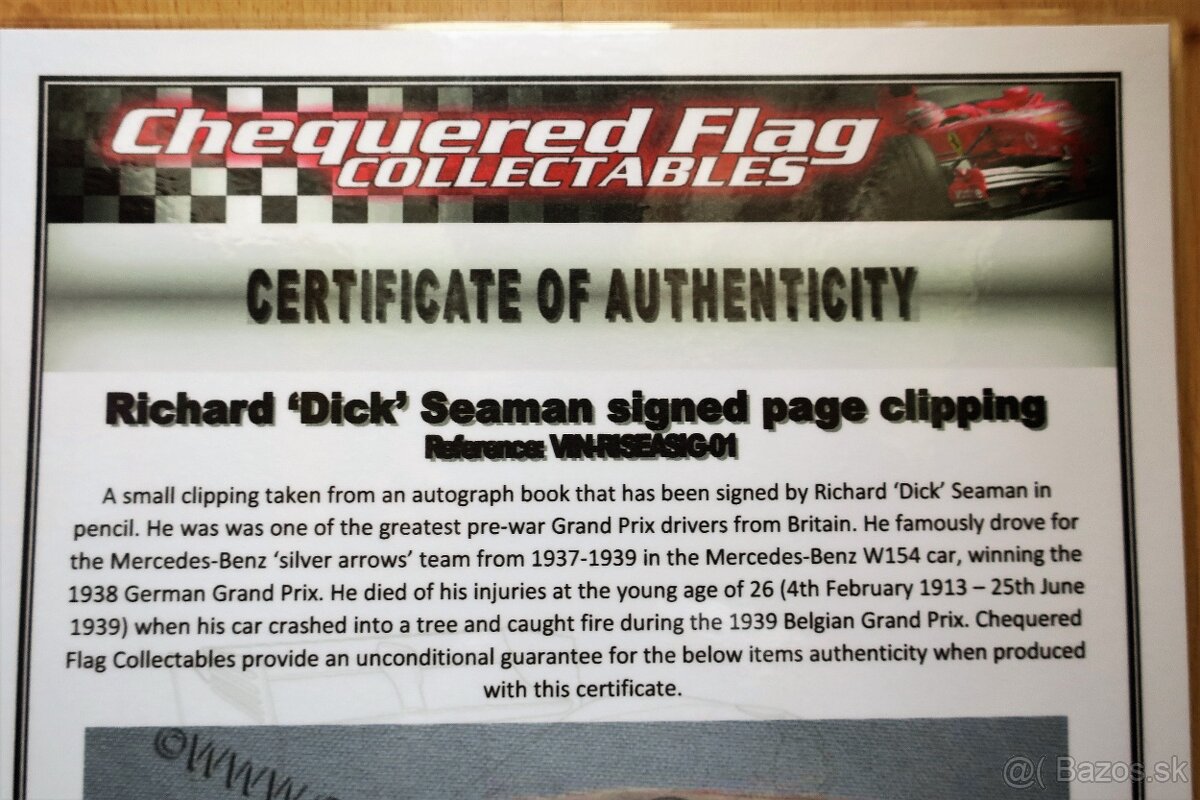 Chequered Flag
COLLECTABLES
CERTIFICATE OF AUTHENTICITY
Richard ‘Dick’ Seaman signed page clipping
Reference: VIN-RISEASIG-01
A small clipping taken from an autograph book that has been signed by Richard ‘Dick’ Seaman in
pencil. He was was one of the greatest pre-war Grand Prix drivers from Britain. He famously drove for
the Mercedes-Benz ‘silver arrows’ team from 1937-1939 in the Mercedes-Benz W154 car, winning the
1938 German Grand Prix. He died of his injuries at the young age of 26 (4th February 1913 – 25th June
1939) when his car crashed into a tree and caught fire during the 1939 Belgian Grand Prix. Chequered
Flag Collectables provide an unconditional guarantee for the below items authenticity when produced
with this certificate.
©WWW
@( Bazos.sk